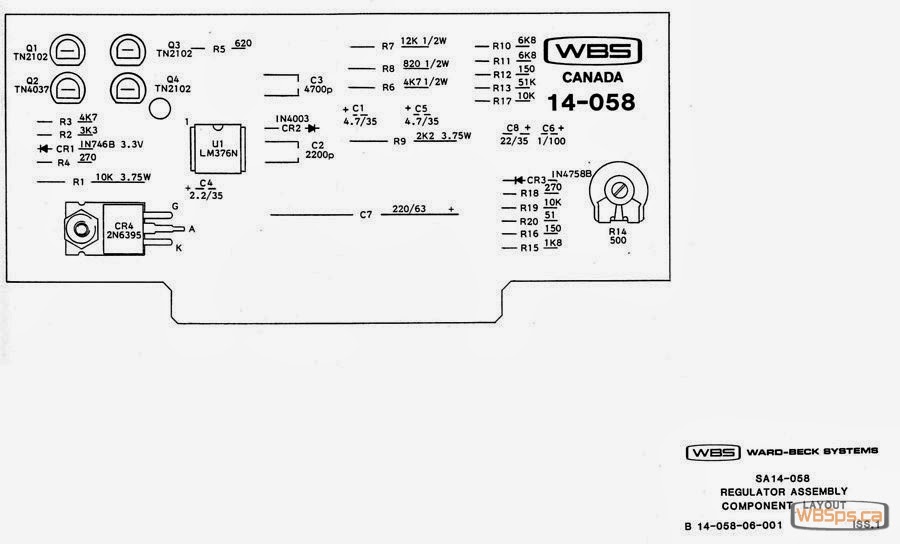 Q1
TN2102
Q3
TN2102
R5 620
Q2
TN4037
Q4
TN2102
R3 4K7
R2 3K3
CR1 1N746B 3.3V
R4 270
R1 10K 3.75W
1
U1
LM376N
C4
+
2.2/35
CR4
2N6395
G
A
K
C3
4700p
1N4003
CR2
C2
2200p
R7 12K 1/2W
R8 820 1/2W
R6 4K7 1/2W
+ C1
4.7/35
+ C5
4.7/35
R9 2K2 3.75W
C7 220/63 +
R10 6K8
R11 6K8
R12 150
R13 51K
R17 10K
C8 +
22/35
C6 +
1/100
CR3 1N4758B
R18 270
R19 10K
R20 51
R16 150
R15 1K8
WBS
CANADA
14-058
R14
500
WBS WARD-BECK SYSTEMS
SA14-058
REGULATOR ASSEMBLY
COMPONENT LAYOUT
WBSps.ca
B 14-058-06-001 ISS.1